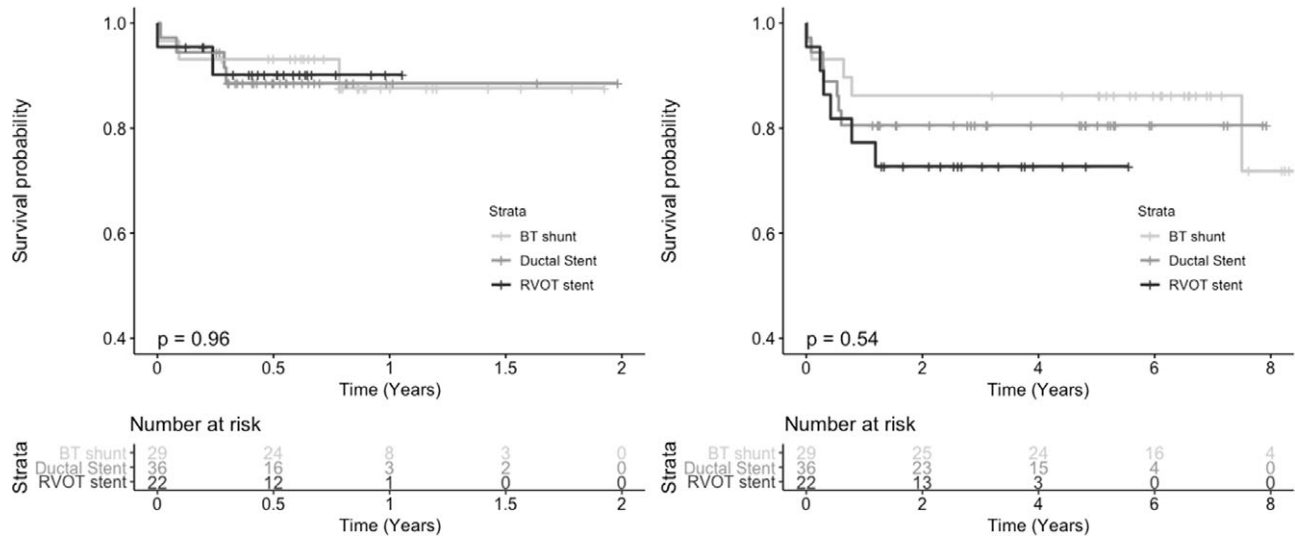 1.0
0.8
0.6
0.4
Survival probability
Strata
BT shunt
Ductal Stent
RVOT stent
p = 0.96
0 0.5 1 1.5 2
Time (Years)
Number at risk
Strata
BT shunt 29 24 8 3 0
Ductal Stent 36 16 3 2 0
RVOT stent 22 12 1 0 0
0 0.5 1 1.5 2
Time (Years)
1.0
0.8
0.6
0.4
Survival probability
Strata
BT shunt
Ductal Stent
RVOT stent
p = 0.54
0 2 4 6 8
Time (Years)
Number at risk
Strata
BT shunt 29 25 24 16 4
Ductal Stent 36 23 15 4 0
RVOT stent 22 13 3 0 0
0 2 4 6 8
Time (Years)